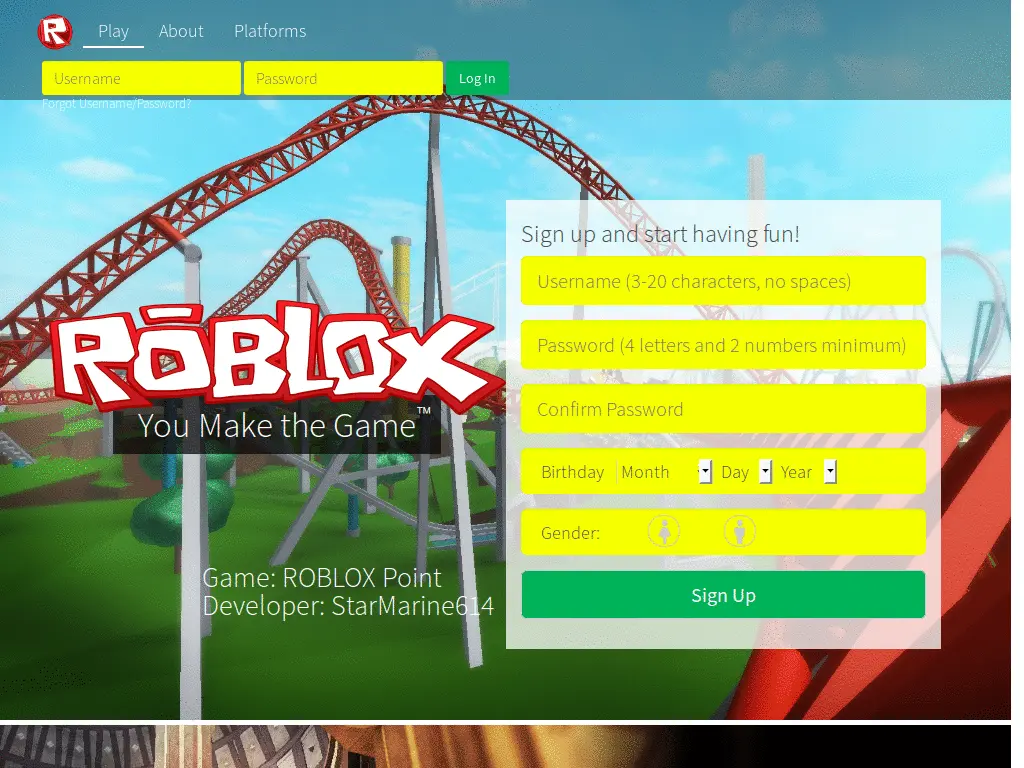 R Play About Platforms
Username Password Log In
Forgot Username/Password?
Sign up and start having fun!
Username (3-20 characters, no spaces)
Password (4 letters and 2 numbers minimum)
Confirm Password
Birthday Month Day Year
Gender:
Sign Up
RŌBLOX
You Make the Game™
Game: ROBLOX Point
Developer: StarMarine614